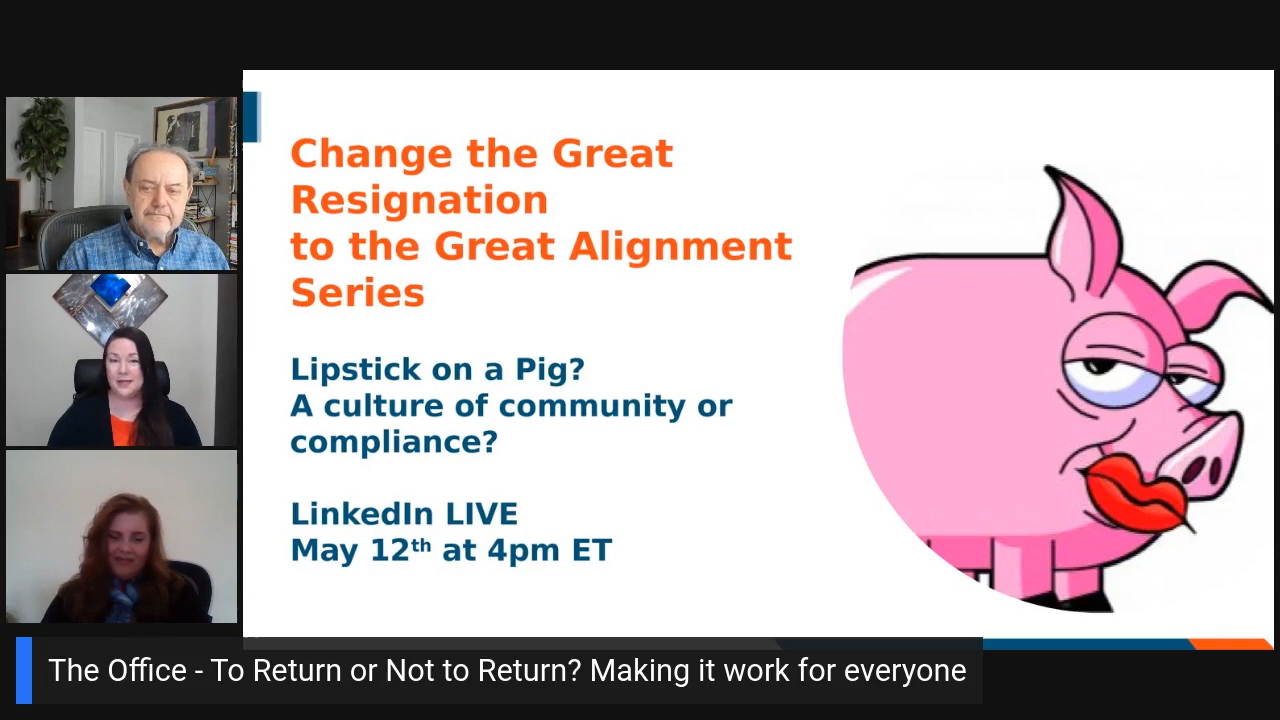 Change the Great
Resignation
to the Great Alignment
Series
Lipstick on a Pig?
A culture of community or
compliance?
LinkedIn LIVE
May 12th at 4pm ET
The Office - To Return or Not to Return? Making it work for everyone